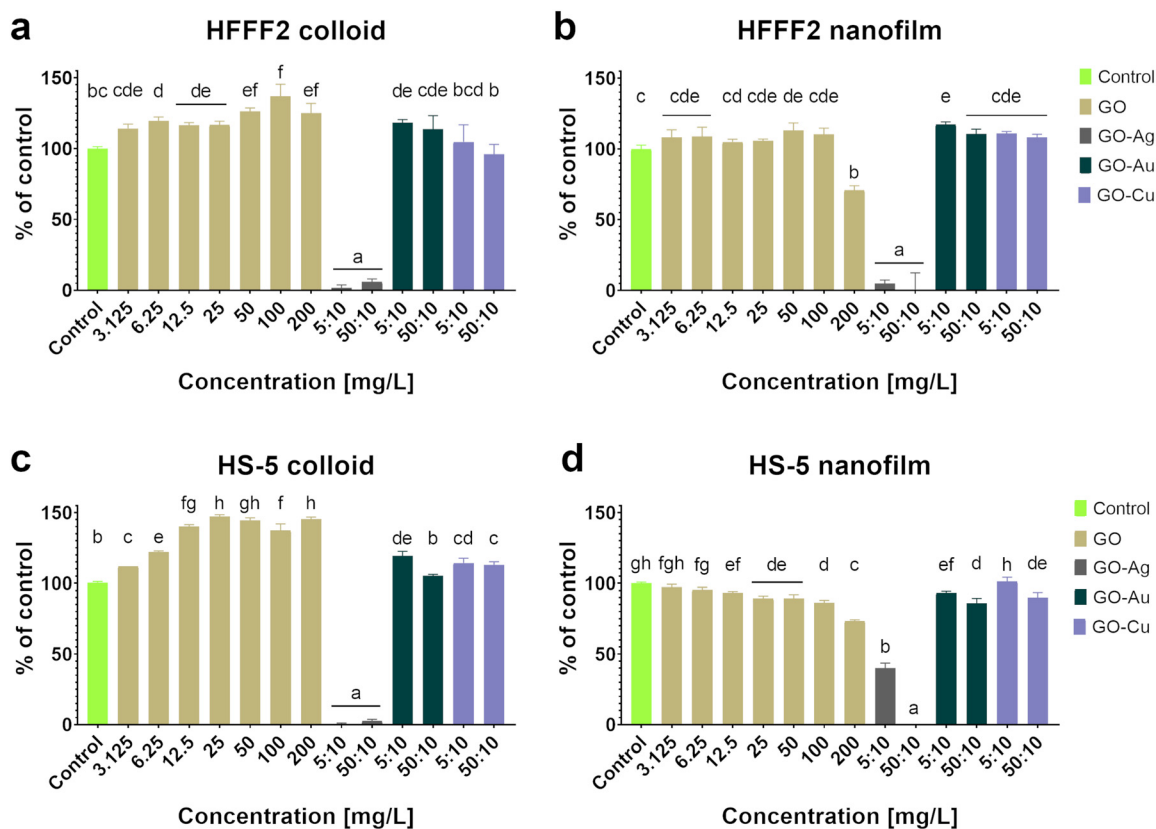 a
HFFF2 colloid
% of control
150
100
50
0
bc cde d de ef f ef a de cde bcd b
Control 3.125 6.25 12.5 25 50 100 200 5:10 50:10 5:10 50:10 5:10 50:10
Concentration [mg/L]
b
HFFF2 nanofilm
% of control
150
100
50
0
c cde cd cde de cde b a e cde
Control 3.125 6.25 12.5 25 50 100 200 5:10 50:10 5:10 50:10 5:10 50:10
Concentration [mg/L]
Control
GO
GO-Ag
GO-Au
GO-Cu
c
HS-5 colloid
% of control
150
100
50
0
b c e fg h gh f h a de b cd c
Control 3.125 6.25 12.5 25 50 100 200 5:10 50:10 5:10 50:10 5:10 50:10
Concentration [mg/L]
d
HS-5 nanofilm
% of control
150
100
50
0
gh fgh fg ef de d c b a ef d h de
Control 3.125 6.25 12.5 25 50 100 200 5:10 50:10 5:10 50:10 5:10 50:10
Concentration [mg/L]
Control
GO
GO-Ag
GO-Au
GO-Cu